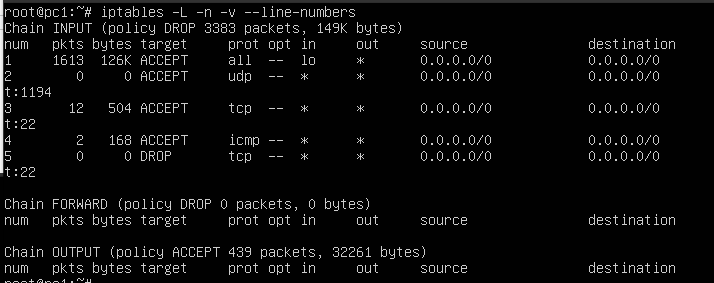 root@pc1:~# iptables -L -n -v --line-numbers
Chain INPUT (policy DROP 3383 packets, 149K bytes)
num   pkts bytes target     prot opt in     out     source               destination
1     1613  126K ACCEPT     all  --  lo     *       0.0.0.0/0            0.0.0.0/0
2        0     0 ACCEPT     udp  --  *      *       0.0.0.0/0            0.0.0.0/0
t:1194
3       12   504 ACCEPT     tcp  --  *      *       0.0.0.0/0            0.0.0.0/0
t:22
4        2   168 ACCEPT     icmp --  *      *       0.0.0.0/0            0.0.0.0/0
5        0     0 DROP       tcp  --  *      *       0.0.0.0/0            0.0.0.0/0
t:22
Chain FORWARD (policy DROP 0 packets, 0 bytes)
num   pkts bytes target     prot opt in     out     source               destination
Chain OUTPUT (policy ACCEPT 439 packets, 32261 bytes)
num   pkts bytes target     prot opt in     out     source               destination
root@pc1:~#